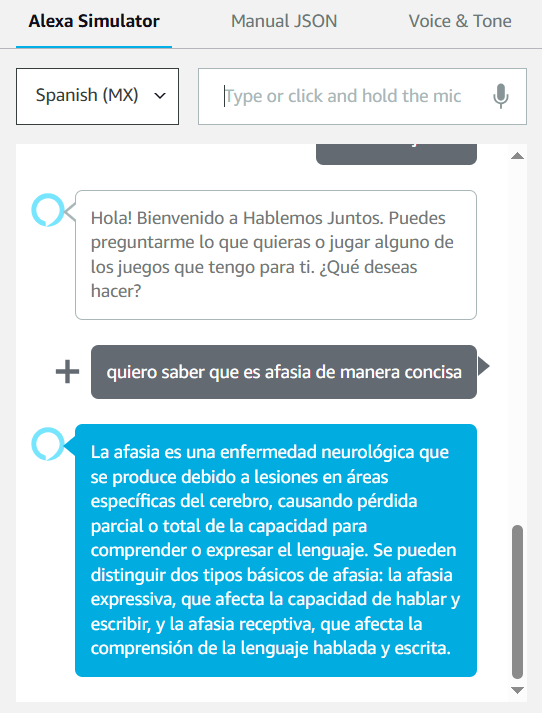 Alexa Simulator
Manual JSON
Voice & Tone
Spanish (MX)
Type or click and hold the mic
Hola! Bienvenido a Hablemos Juntos. Puedes
preguntarme lo que quieras o jugar alguno de
los juegos que tengo para ti. ¿Qué deseas
hacer?
quiero saber que es afasia de manera concisa
La afasia es una enfermedad neurológica que
se produce debido a lesiones en áreas
específicas del cerebro, causando pérdida
parcial o total de la capacidad para
comprender o expresar el lenguaje. Se pueden
distinguir dos tipos básicos de afasia: la afasia
expressiva, que afecta la capacidad de hablar y
escribir, y la afasia receptiva, que afecta la
comprensión de la lenguaje hablada y escrita.